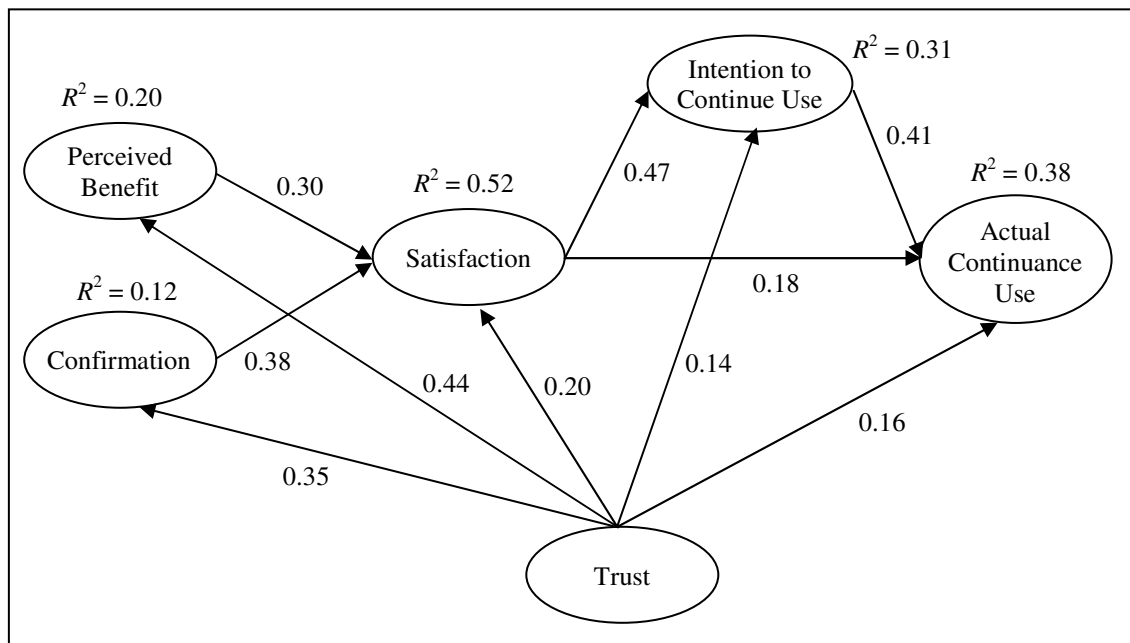 Intention to
Continue Use
R² = 0.31
R² = 0.20
Perceived
Benefit
0.30
R² = 0.52
0.47
0.41
R² = 0.38
Satisfaction
Actual
Continuance
Use
0.18
R² = 0.12
Confirmation
0.38
0.44
0.20
0.14
0.16
0.35
Trust